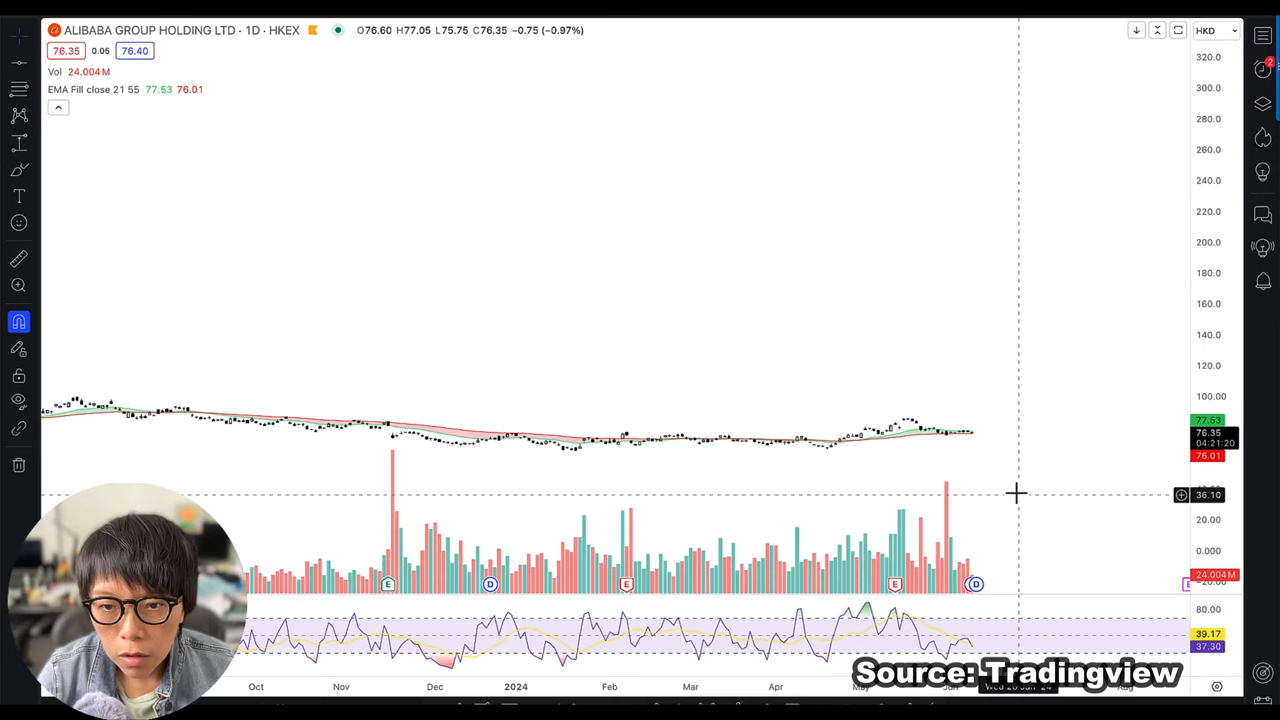 ALIBABA GROUP HOLDING LTD · 1D · HKEX O76.60 H77.05 L75.75 C76.35 −0.75 (−0.97%)
HKD
76.35 0.05 76.40
Vol 24.004M
EMA Fill close 21 55 77.53 76.01
320.0
300.0
280.0
260.0
240.0
220.0
200.0
180.0
160.0
140.0
120.0
100.00
77.53
76.35
04:21:20
76.01
36.10
20.00
0.000
24.004M
E
D
E
E
D
80.00
39.17
37.30
Source: Tradingview
Oct Nov Dec 2024 Feb Mar Apr May Jun Aug
2